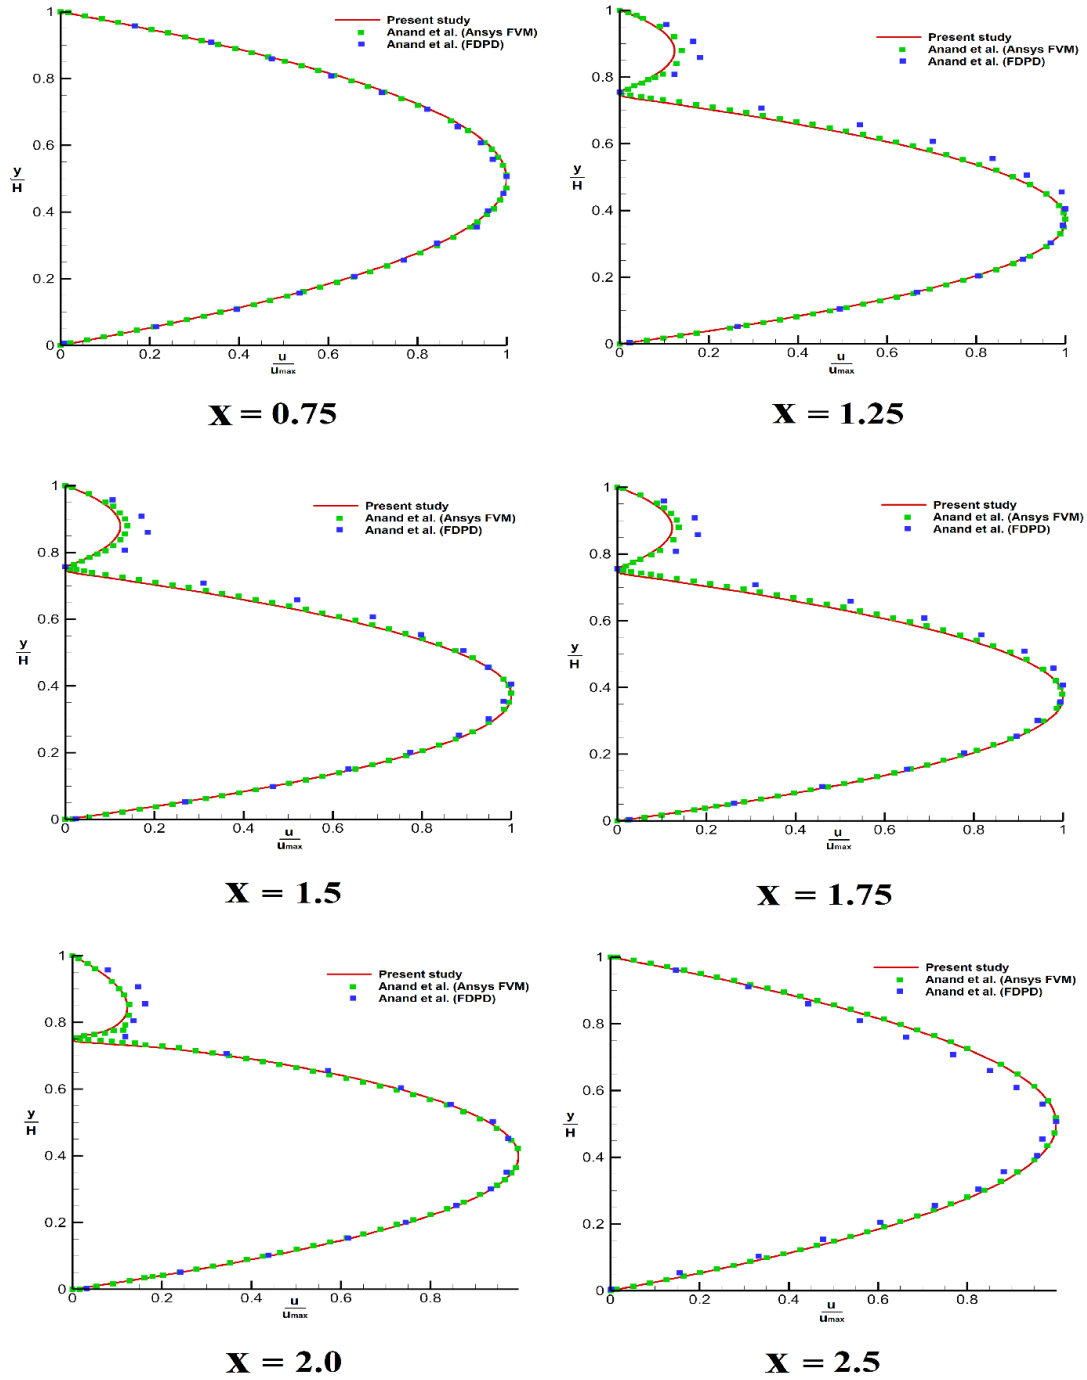 Present study
Anand et al. (Ansys FVM)
Anand et al. (FDPD)
1
0.8
0.6
y
H
0.4
0.2
0
0.2
0.4
0.6
0.8
1
u
umax
x = 0.75
Present study
Anand et al. (Ansys FVM)
Anand et al. (FDPD)
1
0.8
0.6
y
H
0.4
0.2
0
0
0.2
0.4
0.6
0.8
1
u
umax
x = 1.25
Present study
Anand et al. (Ansys FVM)
Anand et al. (FDPD)
1
0.8
0.6
y
H
0.4
0.2
0
0
0.2
0.4
0.6
0.8
1
u
umax
x = 1.5
Present study
Anand et al. (Ansys FVM)
Anand et al. (FDPD)
1
0.8
0.6
y
H
0.4
0.2
0
0
0.2
0.4
0.6
0.8
1
u
umax
x = 1.75
Present study
Anand et al. (Ansys FVM)
Anand et al. (FDPD)
1
0.8
0.6
y
H
0.4
0.2
0
0
0.2
0.4
0.6
0.8
u
umax
x = 2.0
Present study
Anand et al. (Ansys FVM)
Anand et al. (FDPD)
1
0.8
0.6
y
H
0.4
0.2
0
0
0.2
0.4
0.6
0.8
u
umax
x = 2.5